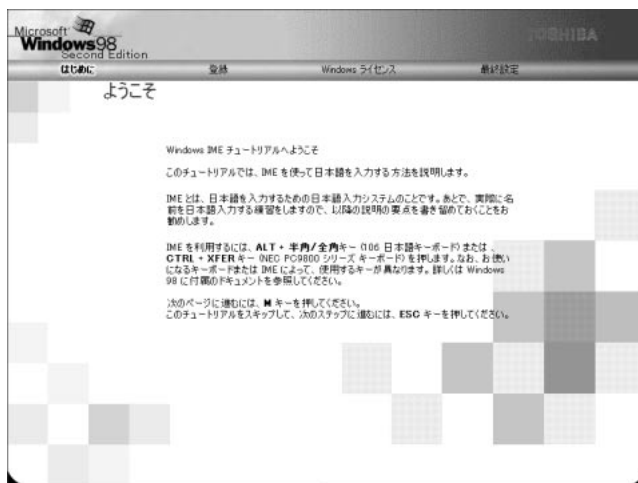 Microsoft
Windows98
Second Edition
TOSHIBA
はじめに 登録 Windows ライセンス 最終設定
ようこそ
Windows IME チュートリアルへようこそ
このチュートリアルでは、IME を使って日本語を入力する方法を説明します。
IME とは、日本語を入力するための日本語入力システムのことです。あとで、実際に名
前を日本語入力する練習をしますので、以降の説明の要点を書き留めておくことをお
勧めします。
IME を利用するには、ALT + 半角/全角キー (106 日本語キーボード) または 、
CTRL + XFER キー (NEC PC9800 シリーズ キーボード) を押します。なお、お使い
になるキーボードまたは IME によって、使用するキーが異なります。詳しくは Windows
98 に付属のドキュメントを参照してください。
次のページに進むには、N キーを押してください。
このチュートリアルをスキップして、次のステップに進むには、ESC キーを押してください。